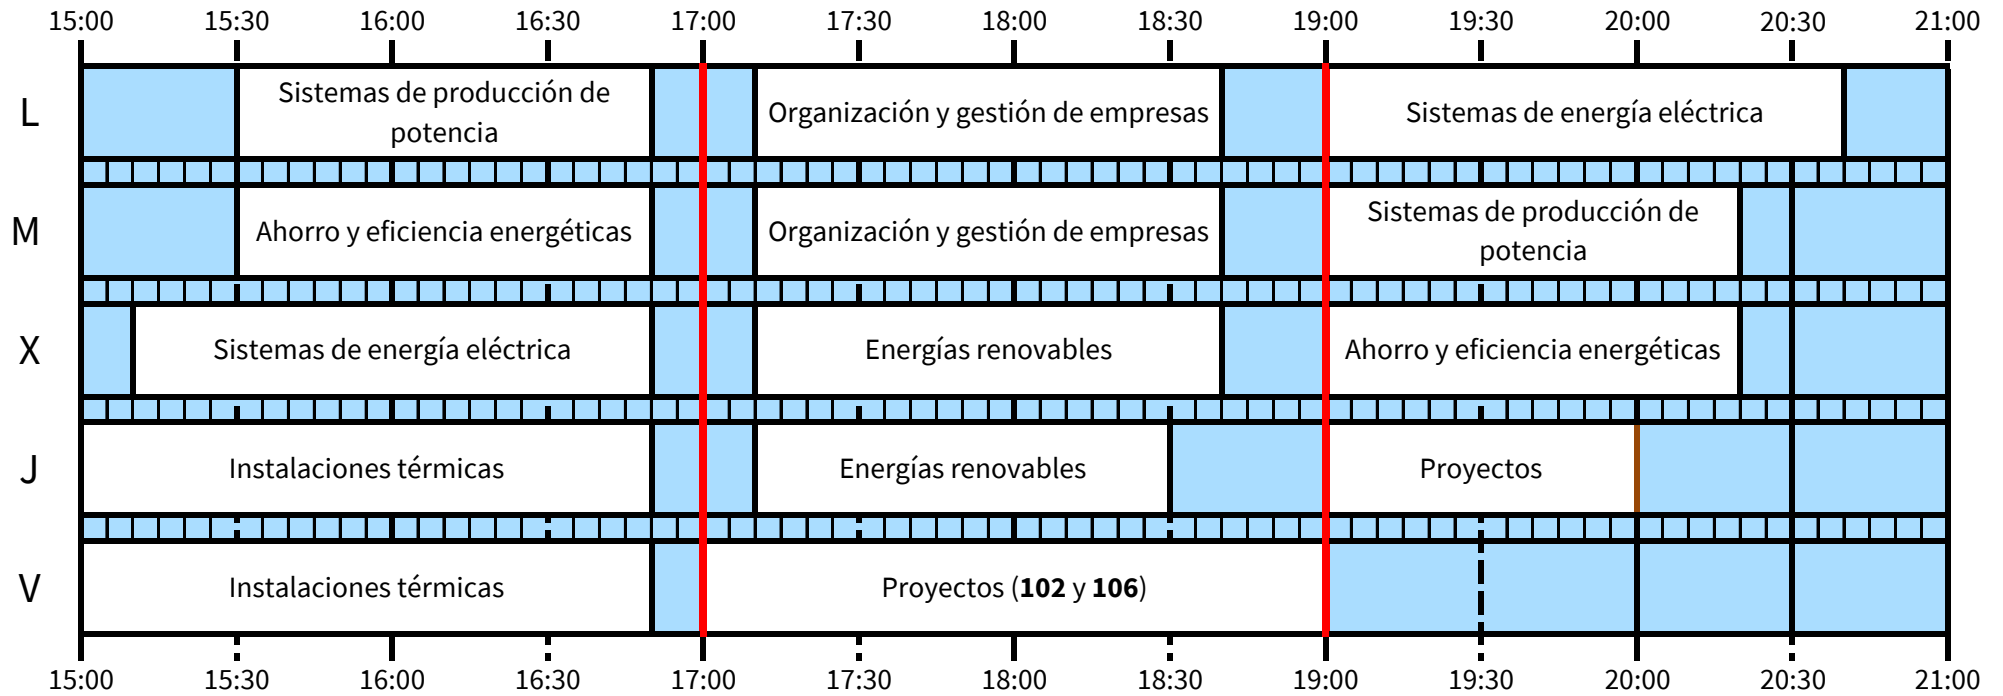 15:00 15:30 16:00 16:30 17:00 17:30 18:00 18:30 19:00 19:30 20:00 20:30 21:00
L
Sistemas de producción de
potencia
Organización y gestión de empresas
Sistemas de energía eléctrica
M
Ahorro y eficiencia energéticas
Organización y gestión de empresas
Sistemas de producción de
potencia
X
Sistemas de energía eléctrica
Energías renovables
Ahorro y eficiencia energéticas
J
Instalaciones térmicas
Energías renovables
Proyectos
V
Instalaciones térmicas
Proyectos (102 y 106)
15:00 15:30 16:00 16:30 17:00 17:30 18:00 18:30 19:00 19:30 20:00 20:30 21:00